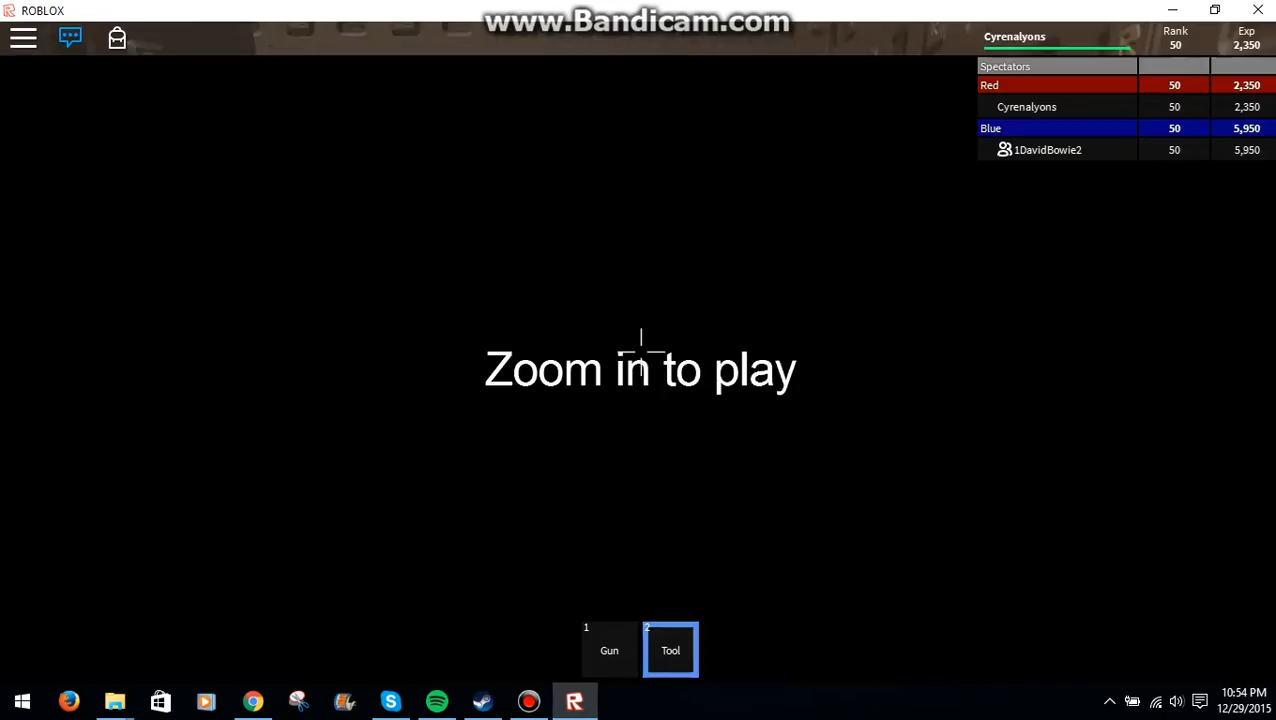 ROBLOX
www.Bandicam.com
Cyrenalyons
Rank
50
Exp
2,350
Spectators
Red 50 2,350
Cyrenalyons 50 2,350
Blue 50 5,950
1DavidBowie2 50 5,950
Zoom in to play
1
Gun
2
Tool
10:54 PM
12/29/2015